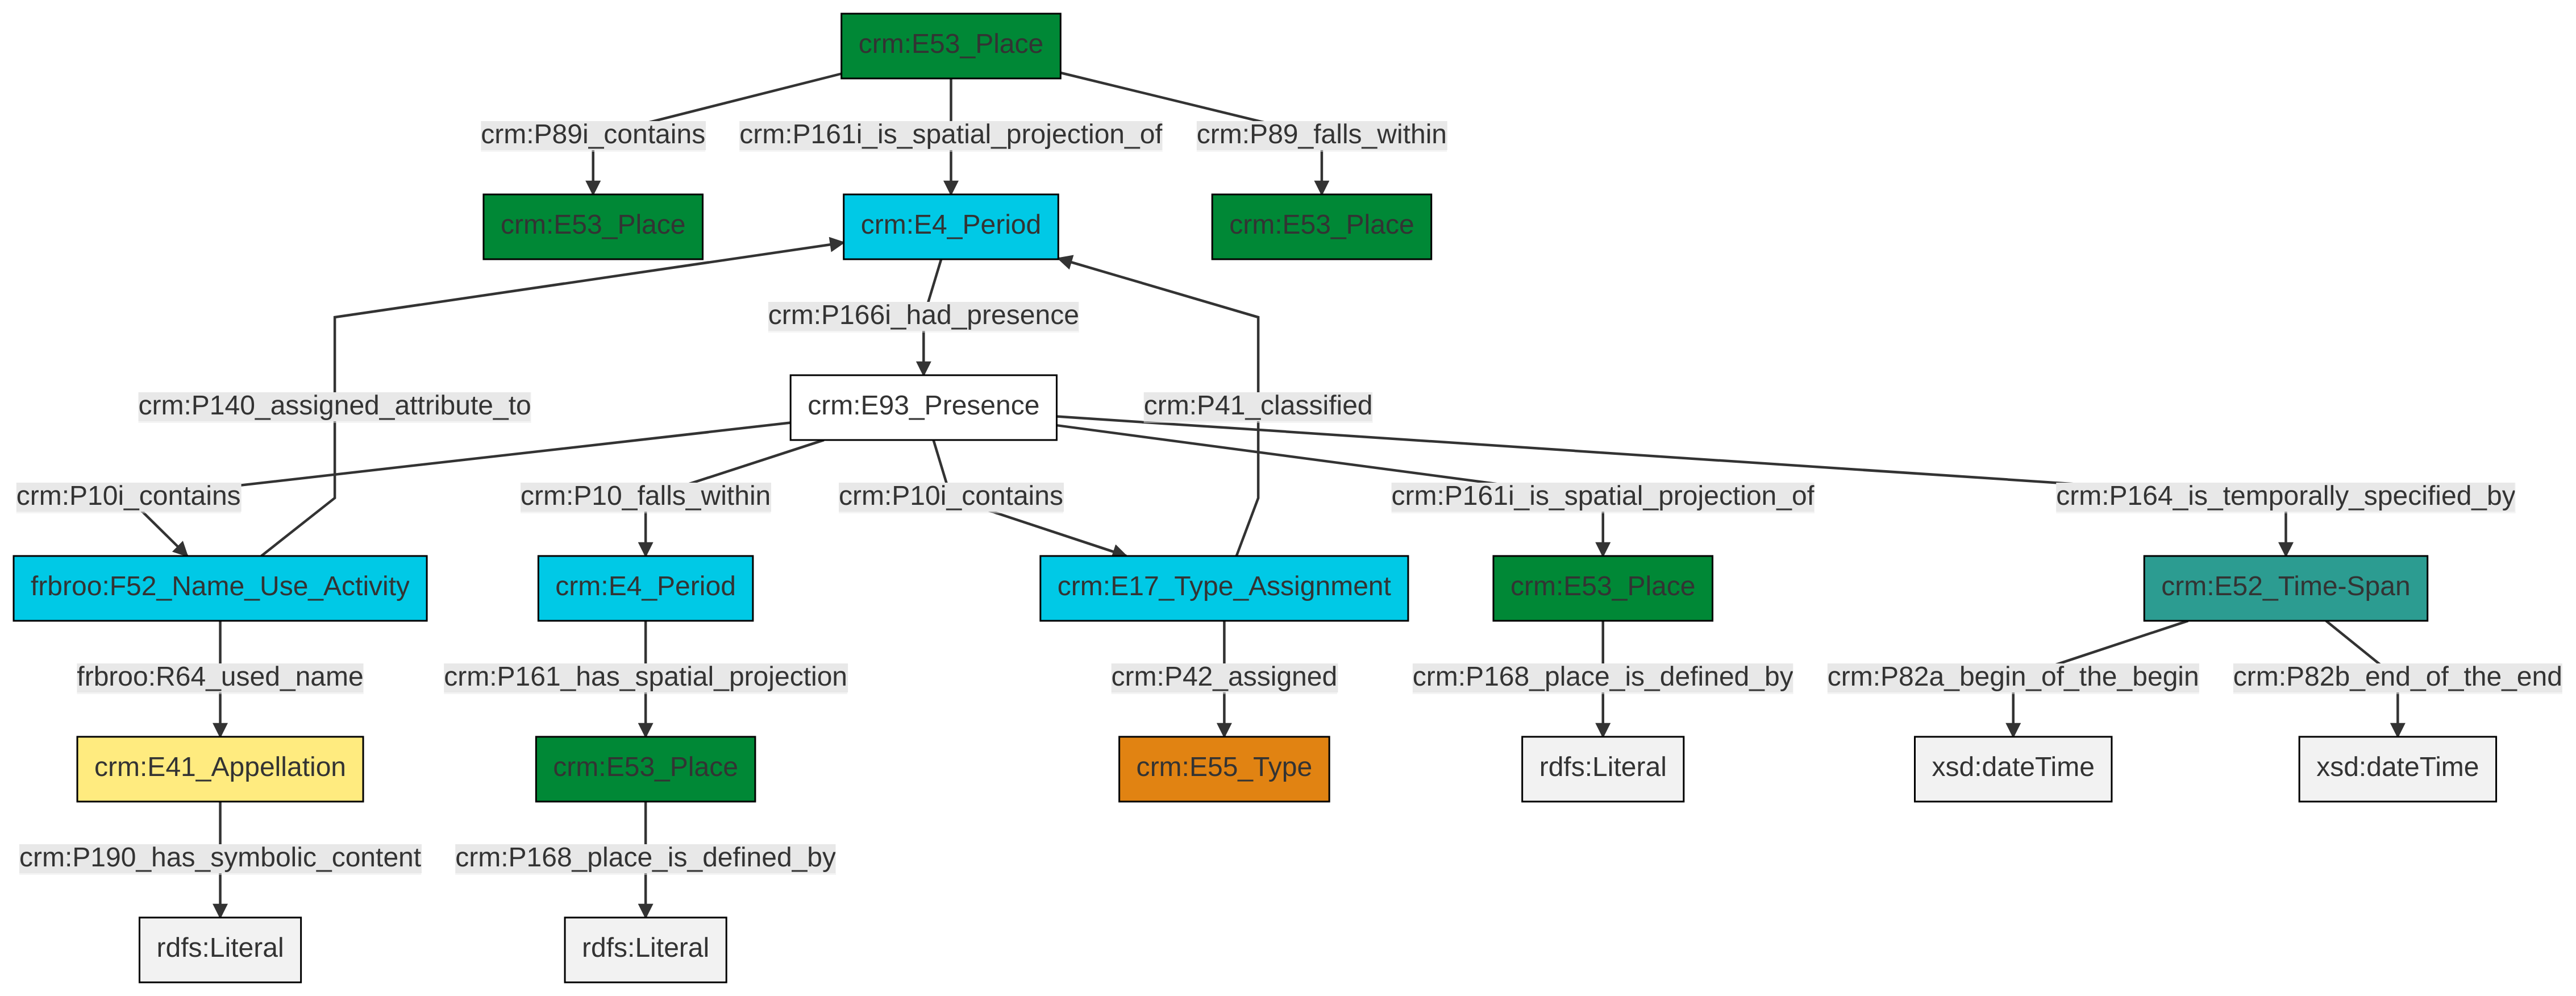 crm:E53_Place
crm:P89i_contains
crm:P161i_is_spatial_projection_of
crm:P89_falls_within
crm:E53_Place
crm:E4_Period
crm:E53_Place
crm:P166i_had_presence
crm:P140_assigned_attribute_to
crm:E93_Presence
crm:P41_classified
crm:P10i_contains
crm:P10_falls_within
crm:P10i_contains
crm:P161i_is_spatial_projection_of
crm:P164_is_temporally_specified_by
frbroo:F52_Name_Use_Activity
crm:E4_Period
crm:E17_Type_Assignment
crm:E53_Place
crm:E52_Time-Span
frbroo:R64_used_name
crm:P161_has_spatial_projection
crm:P42_assigned
crm:P168_place_is_defined_by
crm:P82a_begin_of_the_begin
crm:P82b_end_of_the_end
crm:E41_Appellation
crm:E53_Place
crm:E55_Type
rdfs:Literal
xsd:dateTime
xsd:dateTime
crm:P190_has_symbolic_content
crm:P168_place_is_defined_by
rdfs:Literal
rdfs:Literal